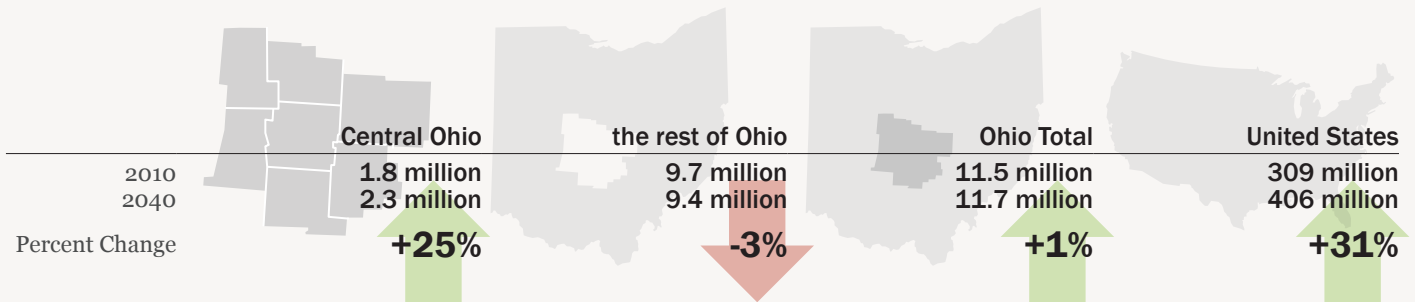 Central Ohio the rest of Ohio Ohio Total United States
2010 1.8 million 9.7 million 11.5 million 309 million
2040 2.3 million 9.4 million 11.7 million 406 million
Percent Change +25% -3% +1% +31%